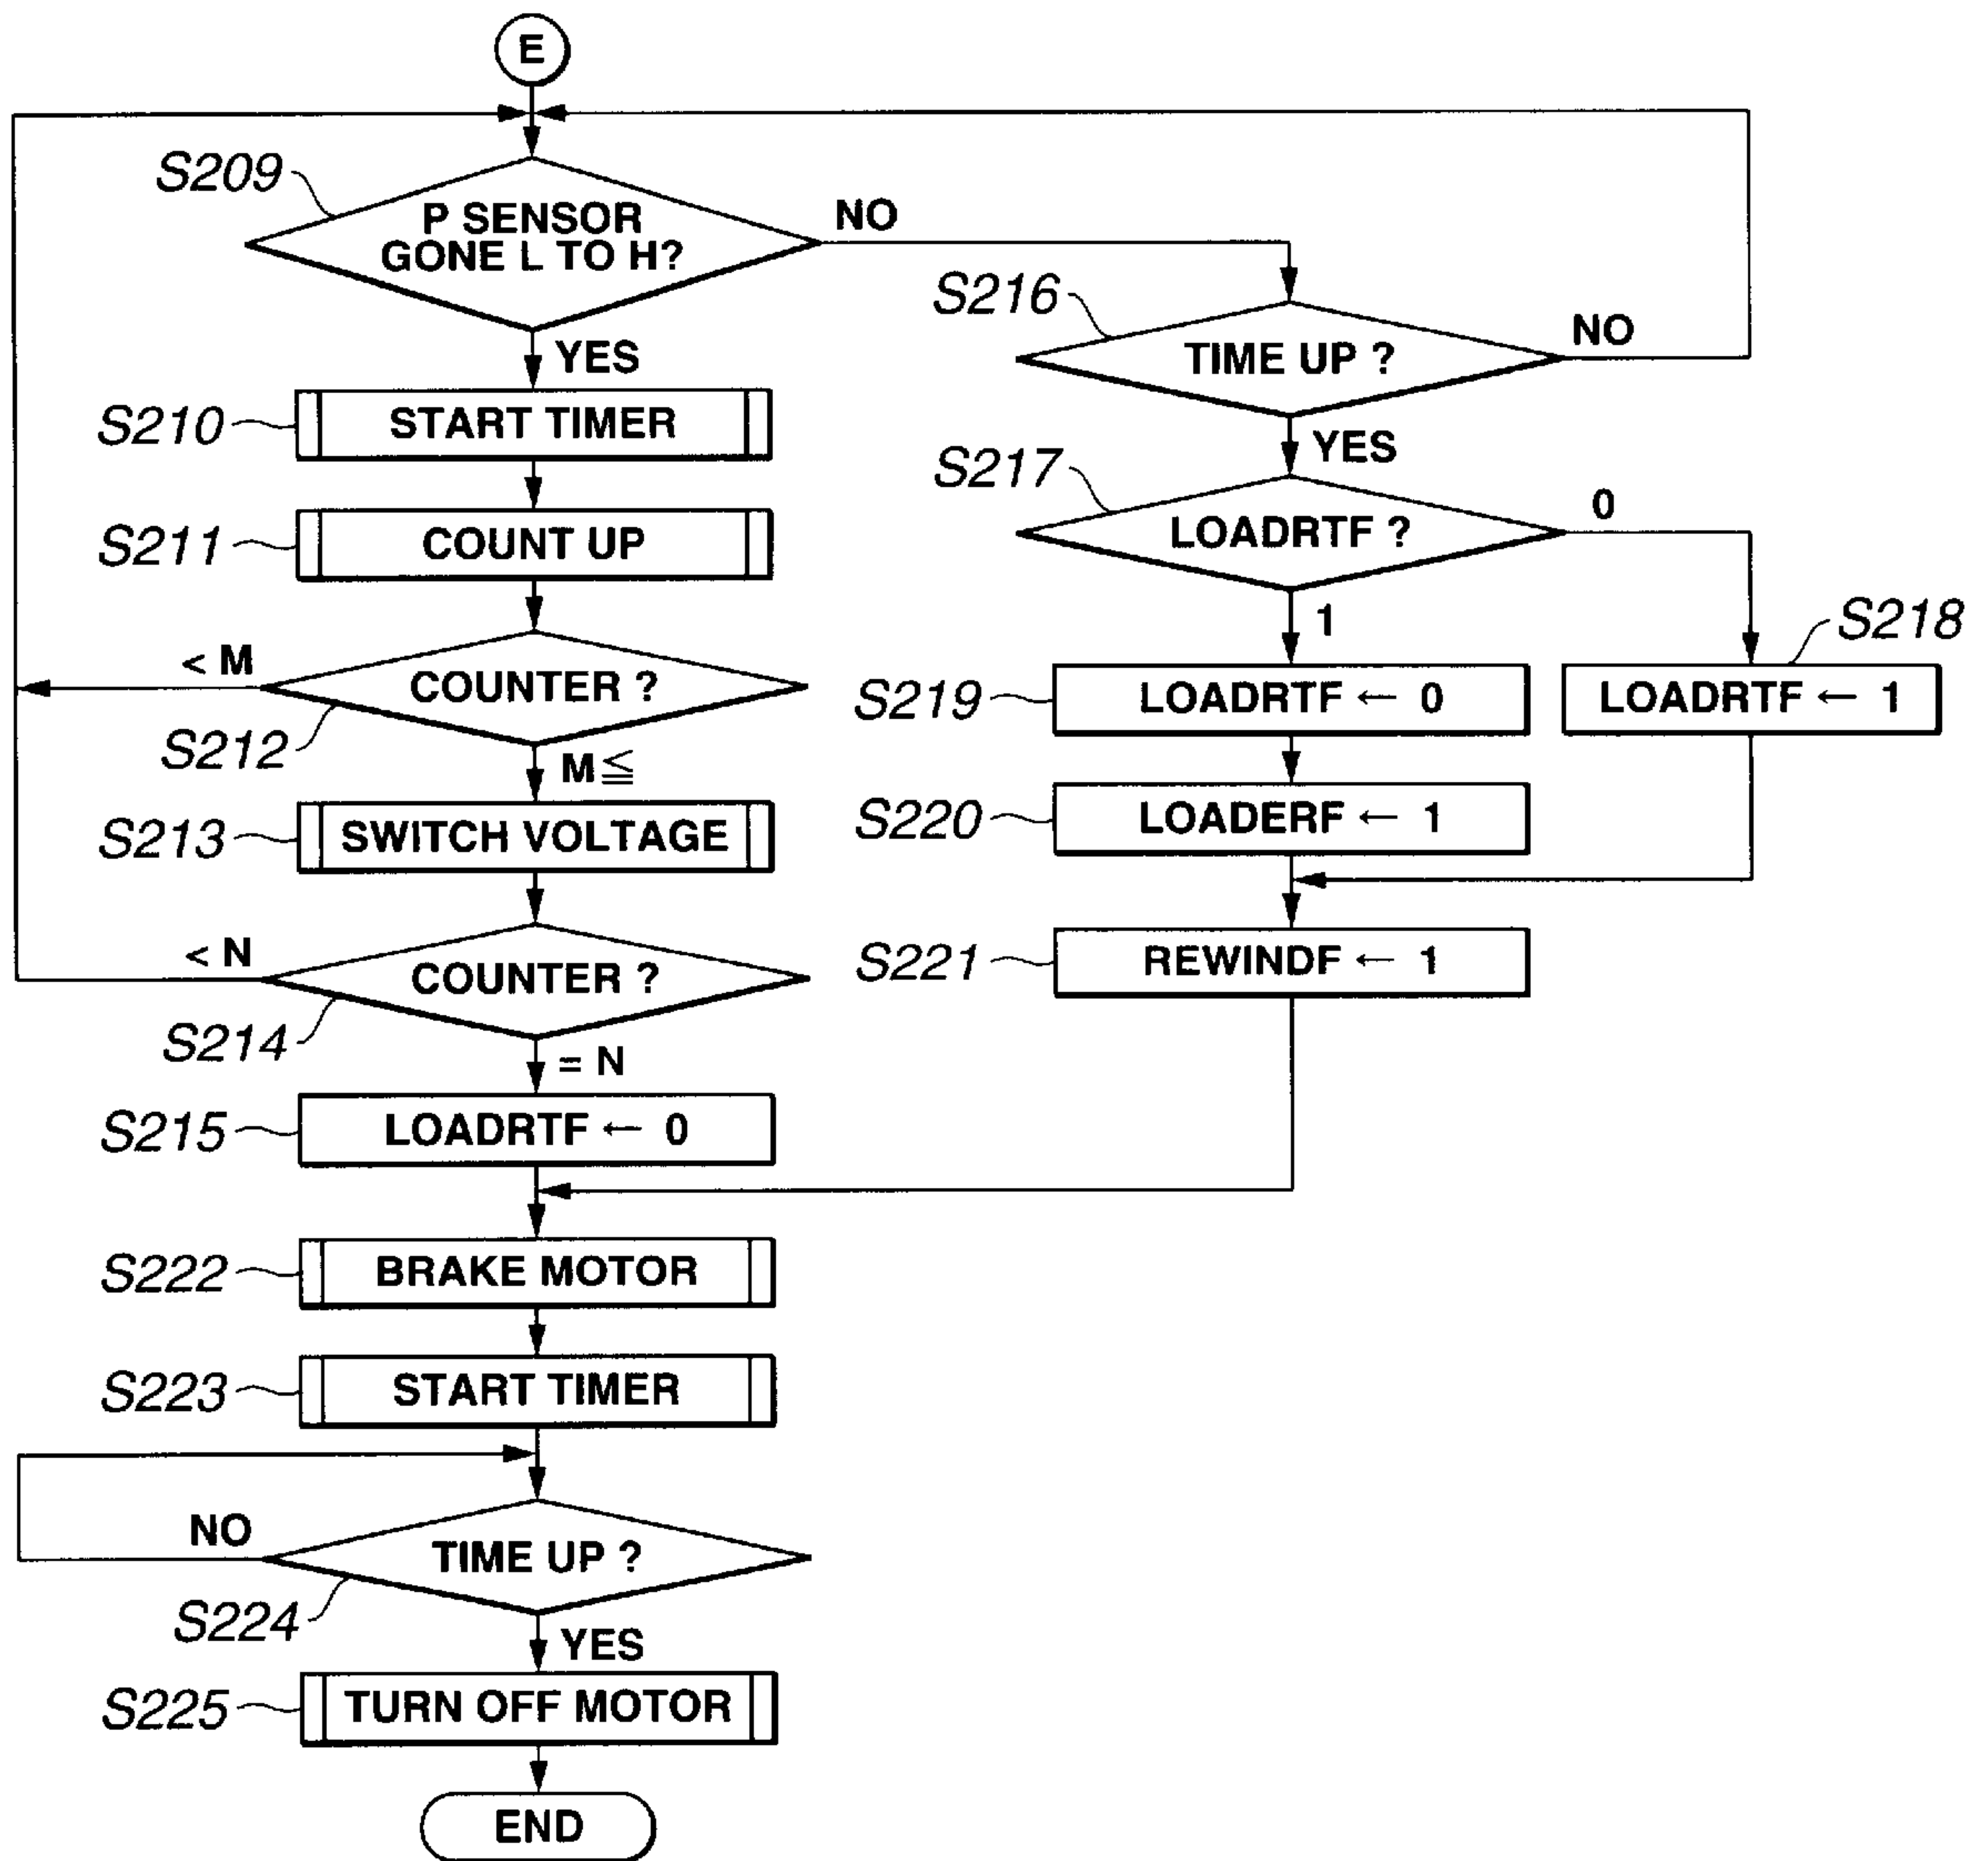 E
S209
P SENSOR
GONE L TO H?
NO
YES
S210
START TIMER
S211
COUNT UP
S212
COUNTER ?
< M
M≦
S213
SWITCH VOLTAGE
S214
COUNTER ?
< N
= N
S215
LOADRTF ← 0
S216
TIME UP ?
NO
YES
S217
LOADRTF ?
0
1
S218
LOADRTF ← 1
S219
LOADRTF ← 0
S220
LOADERF ← 1
S221
REWINDF ← 1
S222
BRAKE MOTOR
S223
START TIMER
S224
TIME UP ?
NO
YES
S225
TURN OFF MOTOR
END